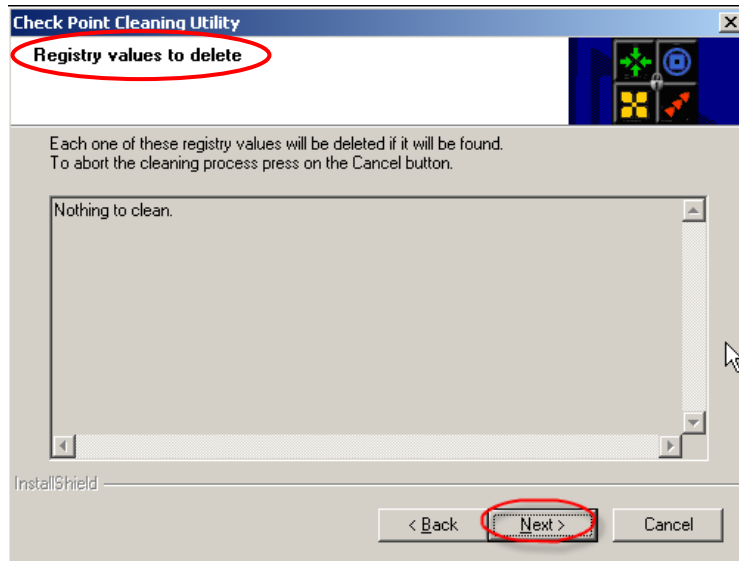 Check Point Cleaning Utility
Registry values to delete
Each one of these registry values will be deleted if it will be found.
To abort the cleaning process press on the Cancel button.
Nothing to clean.
InstallShield
< Back Next > Cancel